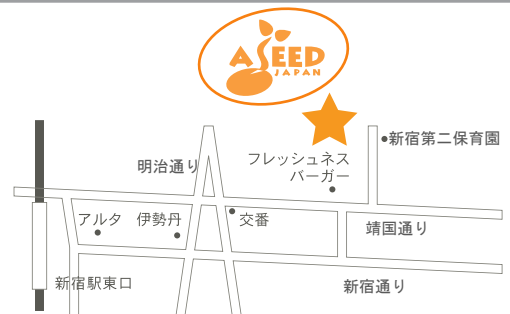 A SEED
JAPAN
新宿第二保育園
フレッシュネス
バーガー
明治通り
アルタ
伊勢丹
交番
靖国通り
新宿駅東口
新宿通り